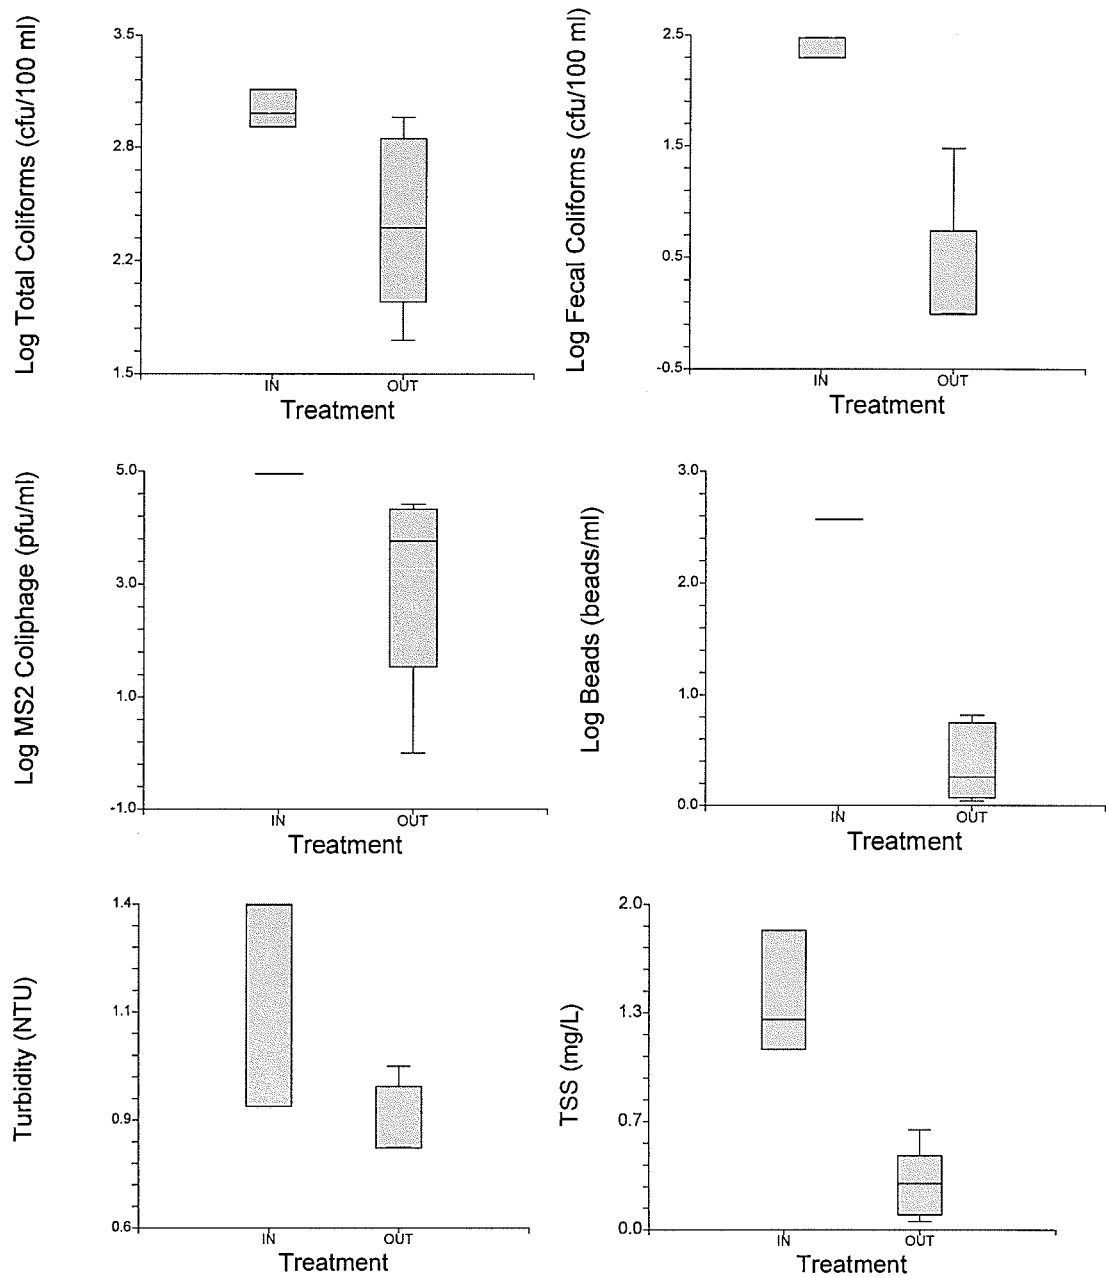 Log Total Coliforms (cfu/100 ml)
3.5
2.8
2.2
1.5
IN
OUT
Treatment
Log Fecal Coliforms (cfu/100 ml)
2.5
1.5
0.5
-0.5
IN
OUT
Treatment
Log MS2 Coliphage (pfu/ml)
5.0
3.0
1.0
-1.0
IN
OUT
Treatment
Log Beads (beads/ml)
3.0
2.0
1.0
0.0
IN
OUT
Treatment
Turbidity (NTU)
1.4
1.1
0.9
0.6
IN
OUT
Treatment
TSS (mg/L)
2.0
1.3
0.7
0.0
IN
OUT
Treatment